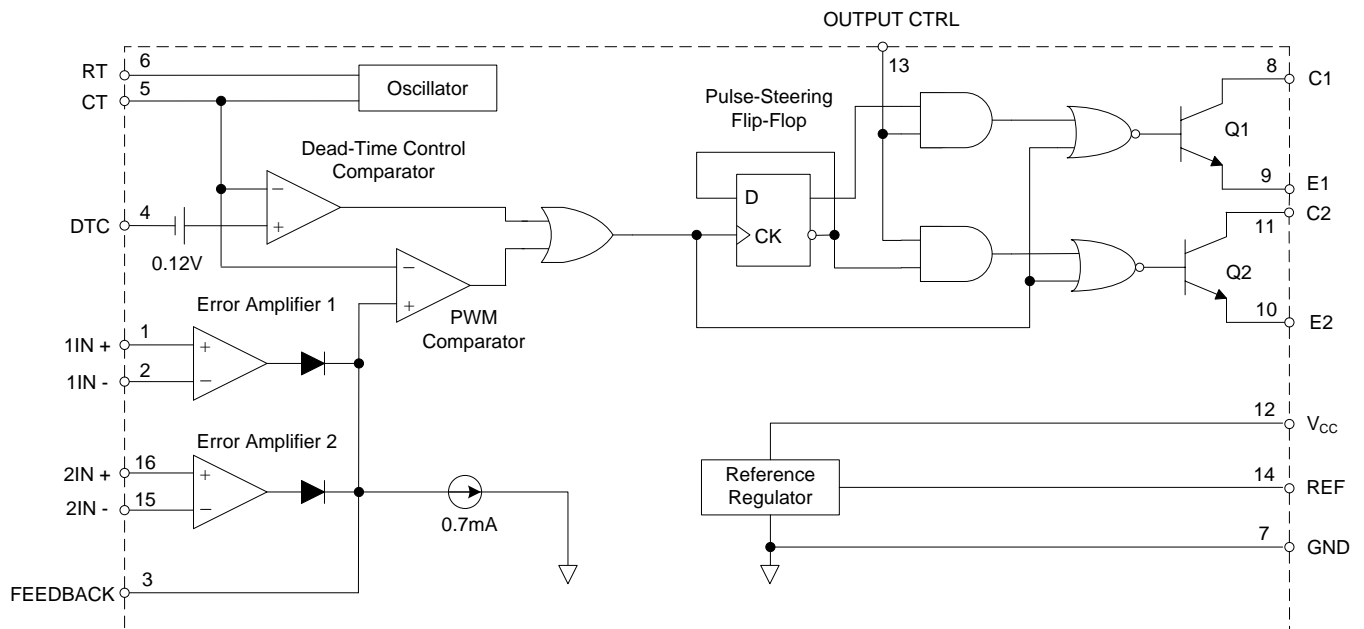 OUTPUT CTRL
13
RT
6
CT
5
Oscillator
Dead-Time Control
Comparator
DTC
4
0.12V
−
+
−
+
PWM
Comparator
Pulse-Steering
Flip-Flop
D
CK
8
C1
Q1
9
E1
C2
11
Q2
10
E2
Error Amplifier 1
1IN +
1
+
1IN -
2
−
Error Amplifier 2
2IN +
16
+
2IN -
15
−
0.7mA
FEEDBACK
3
12
VCC
Reference
Regulator
14
REF
7
GND